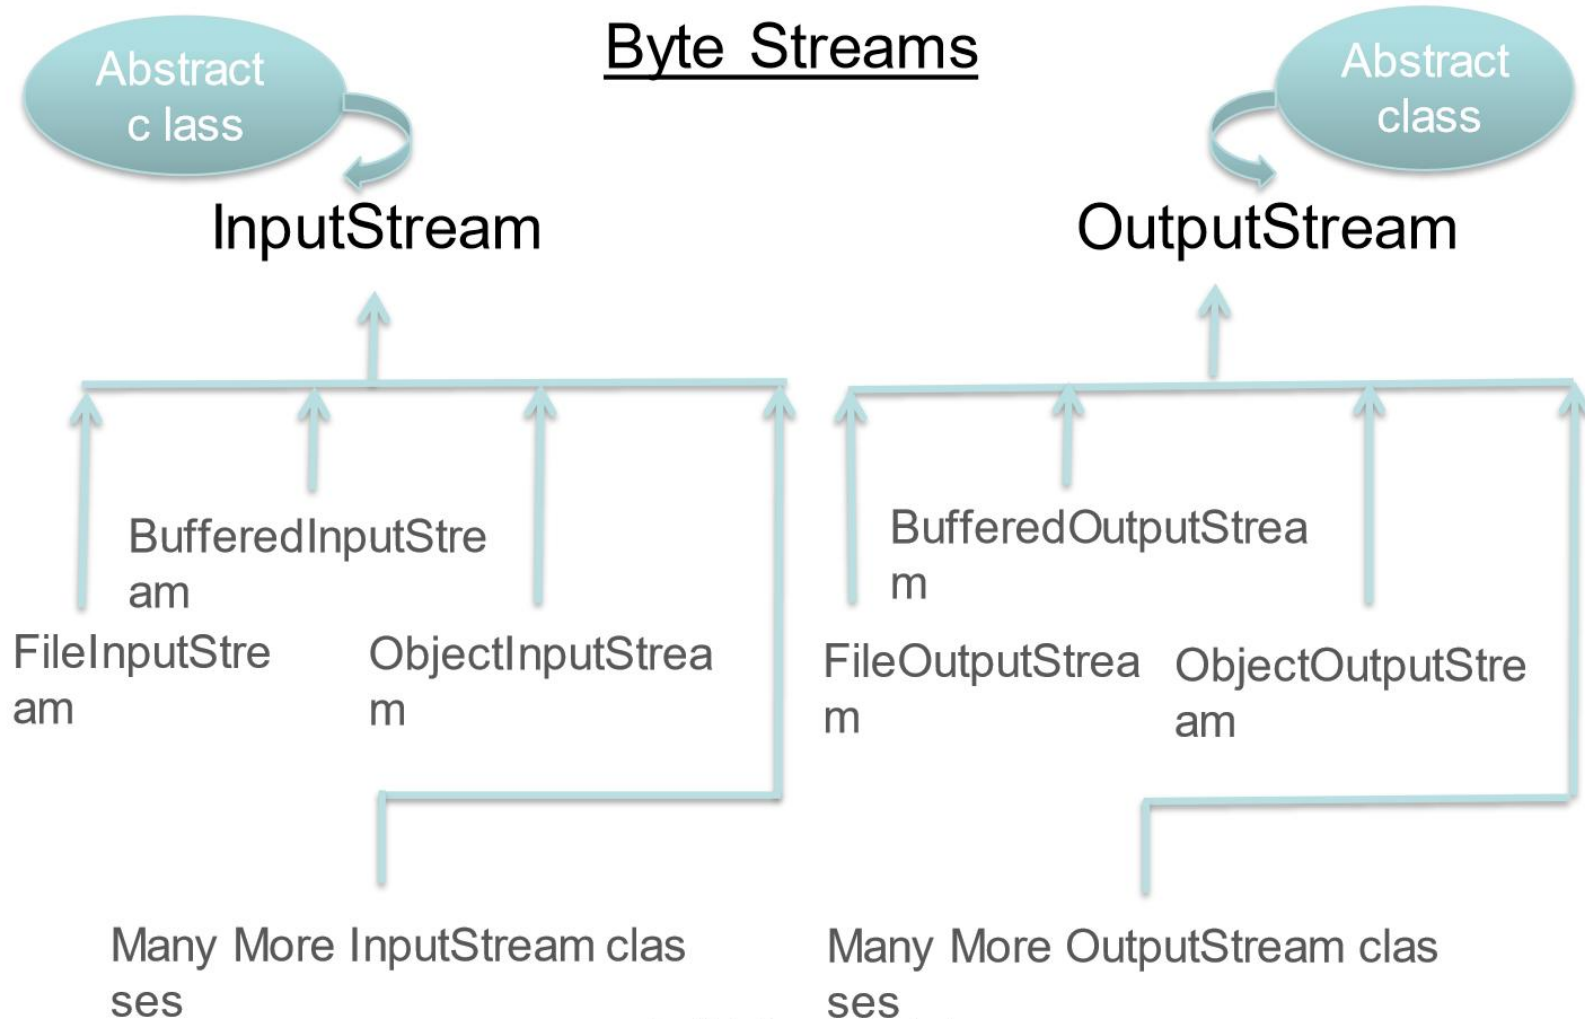 Byte Streams
Abstract
c lass
Abstract
class
InputStream
OutputStream
BufferedInputStre
am
BufferedOutputStrea
m
FileInputStre
am
ObjectInputStrea
m
FileOutputStrea
m
ObjectOutputStre
am
Many More InputStream clas
ses
Many More OutputStream clas
ses